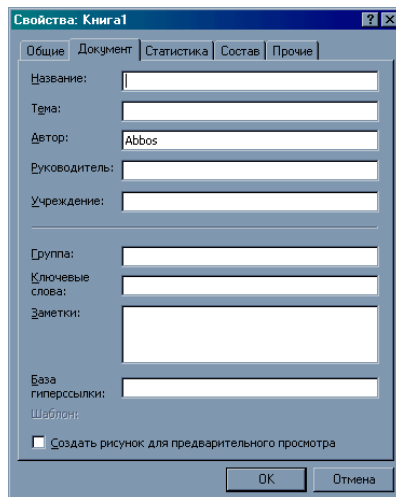 Свойства: Книга1
Общие Документ Статистика Состав Прочие
Название:
Тема:
Автор: Abbos
Руководитель:
Учреждение:
Группа:
Ключевые
слова:
Заметки:
База
гиперссылки:
Шаблон:
Создать рисунок для предварительного просмотра
OK Отмена